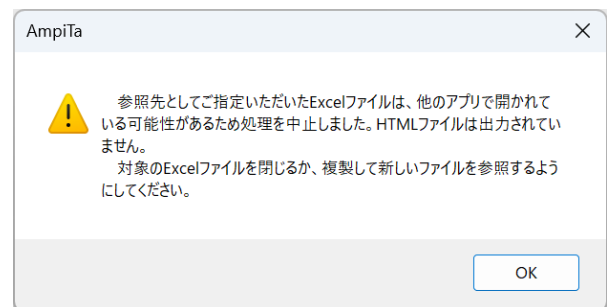 AmpiTa
参照先としてご指定いただいたExcelファイルは、他のアプリで開かれて
いる可能性があるため処理を中止しました。HTMLファイルは出力されてい
ません。
対象のExcelファイルを閉じるか、複製して新しいファイルを参照するよう
にしてください。
OK